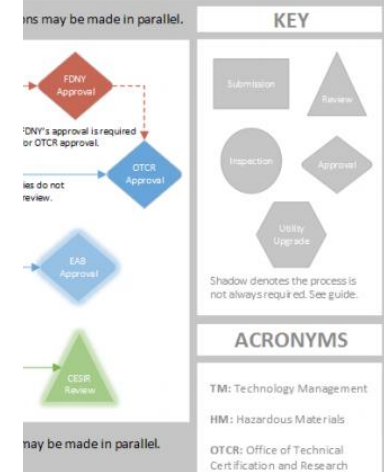 ns may be made in parallel.
FDNY
Approval
FDNY's approval is required
or OTCR approval.
OTCR
Approval
ies do not
review.
EAB
Approval
CESIR
Review
may be made in parallel.
KEY
Submission
Review
Inspection
Approval
Utility
Upgrade
Shadow denotes the process is
not always required. See guide.
ACRONYMS
TM: Technology Management
HM: Hazardous Materials
OTCR: Office of Technical
Certification and Research